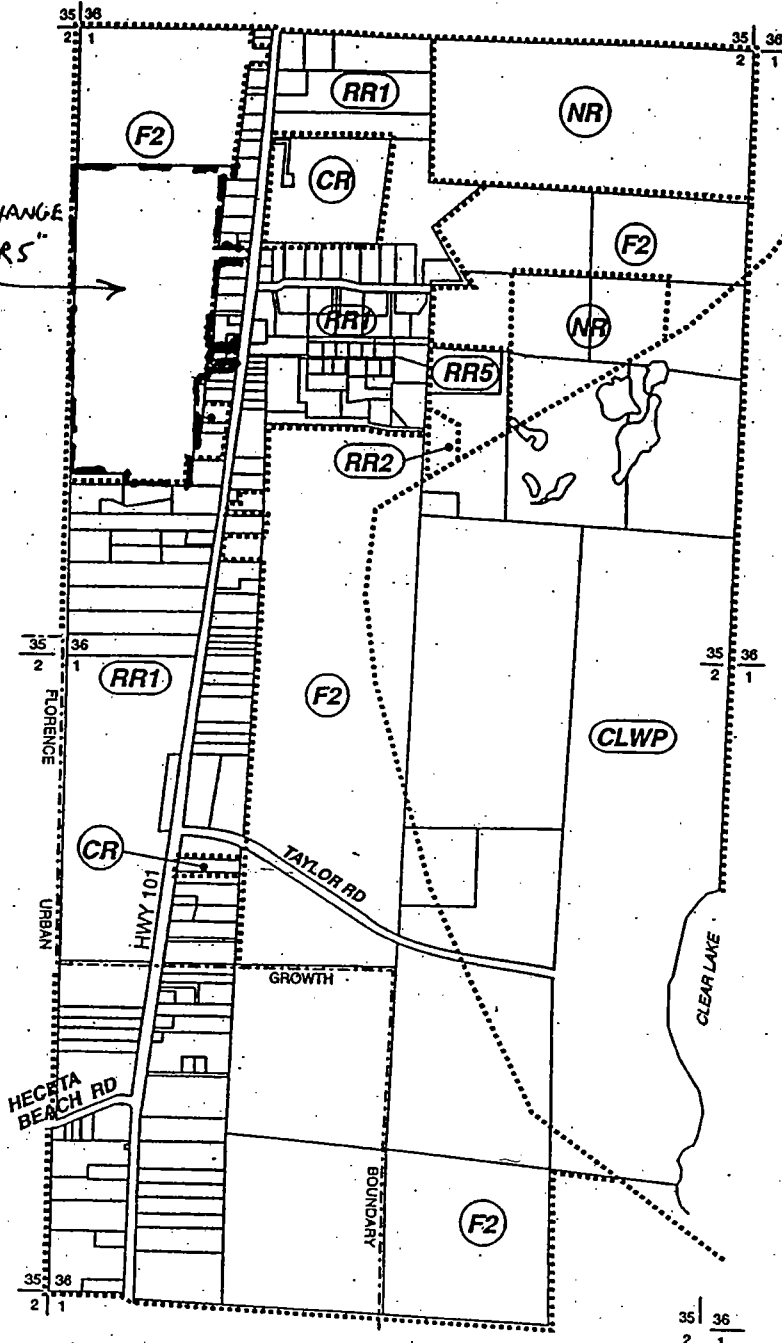 35 36
2 1
35 36
2 1
RR1
NR
F2
CR
HANGE
R5"
F2
RR1
NR
RR5
RR2
35 36
2 1
35 36
2 1
RR1
F2
CLWP
FLORENCE
CR
TAYLOR RD
HWY 101
URBAN
GROWTH
CLEAR LAKE
HECETA
BEACH RD
BOUNDARY
F2
35 36
2 1
35 36
2 1